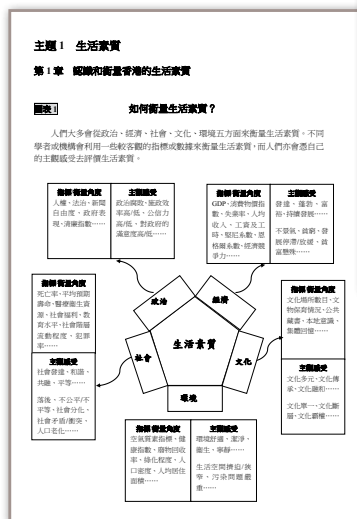 主題 1　生活素質
第 1 章　認識和衡量香港的生活素質
圖表 1
如何衡量生活素質？
人們大多會從政治、經濟、社會、文化、環境五方面來衡量生活素質。不同
學者或機構會利用一些較客觀的指標或數據來衡量生活素質，而人們亦會憑自己
的主觀感受去評價生活素質。
指標/衡量角度
人權、法治、新聞
自由度、政府表
現、清廉指數……
主觀感受
政治開放、施政效
率高/低、公信力
高/低、對政府的
滿意度高/低……
指標/衡量角度
GDP、消費物價指
數、失業率、人均
收入、工資及工
時、堅尼系數、恩
格爾系數、經濟競
爭力……
主觀感受
發達、蓬勃、富
裕、持續發展……
不景氣、貧窮、發
展停滯/放緩、貧
富懸殊……
指標/衡量角度
死亡率、平均預期
壽命、醫療衞生資
源、社會福利、教
育水平、社會階層
流動程度、犯罪
率……
主觀感受
社會發達、和諧、
共融、平等……
落後、不公平/不
平等、社會分化、
社會矛盾/衝突、
人口老化……
政治
經濟
社會
生活素質
文化
環境
指標/衡量角度
文化場所數目、文
物保育情況、公共
藏書、本地意識、
集體回憶……
主觀感受
文化多元、文化傳
承、文化融和……
文化單一、文化斷
層、文化霸權……
指標/衡量角度
空氣質素指標、健
康指數、廢物回收
率、綠化程度、人
口密度、人均居住
面積……
主觀感受
環境舒適、潔淨、
衞生、寧靜……
生活空間擠迫/狹
窄、污染問題嚴
重……